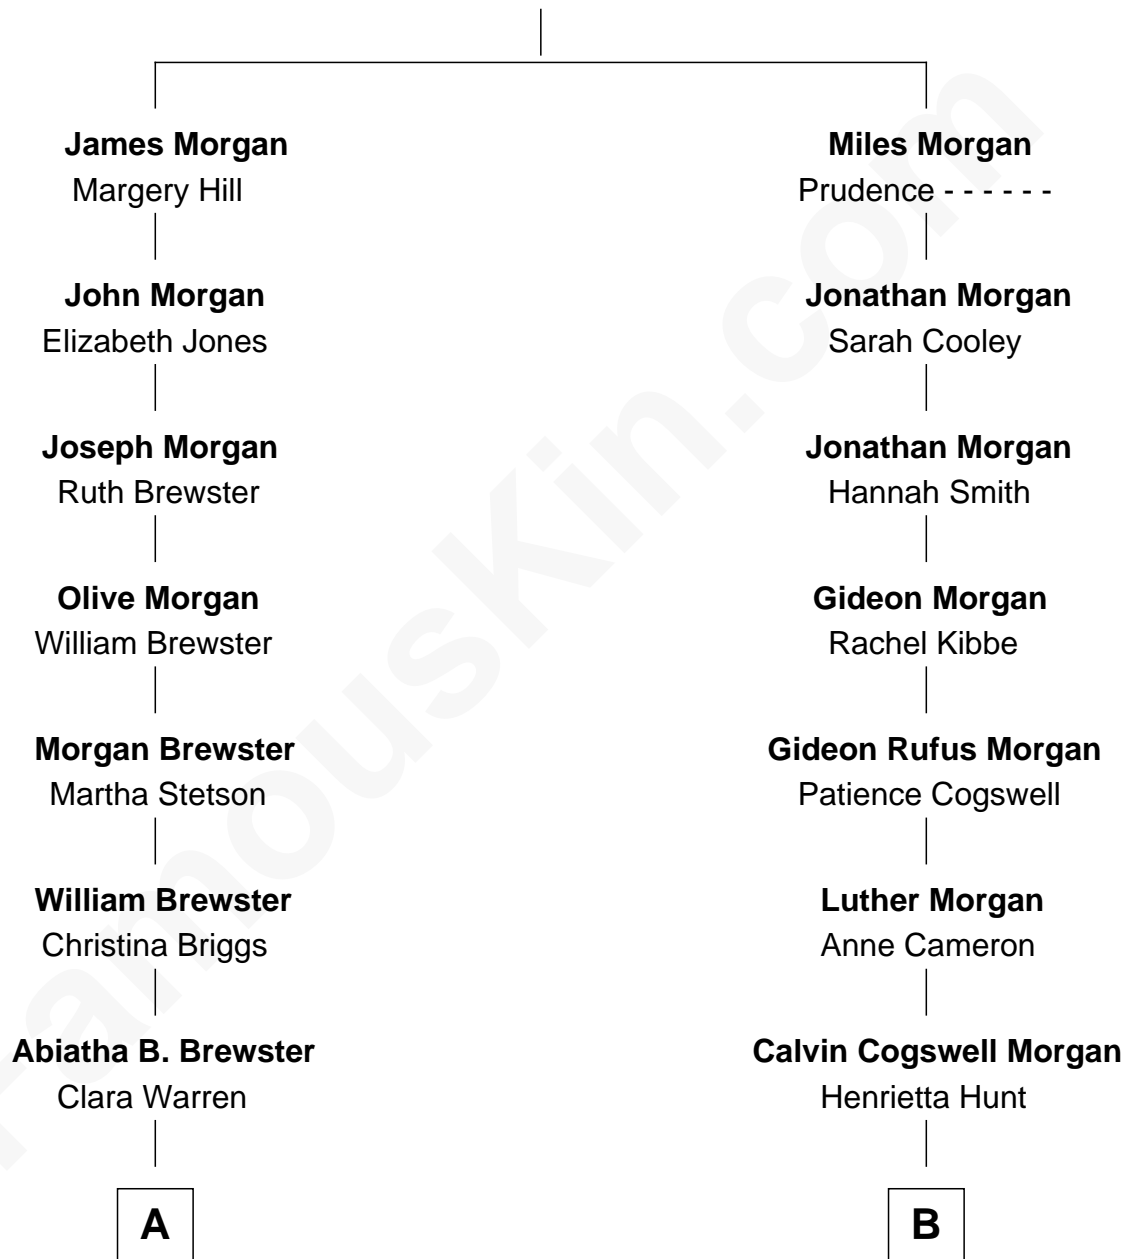 James Morgan
Margery Hill
John Morgan
Elizabeth Jones
Joseph Morgan
Ruth Brewster
Olive Morgan
William Brewster
Morgan Brewster
Martha Stetson
William Brewster
Christina Briggs
Abiatha B. Brewster
Clara Warren
A
Miles Morgan
Prudence - - - - - -
Jonathan Morgan
Sarah Cooley
Jonathan Morgan
Hannah Smith
Gideon Morgan
Rachel Kibbe
Gideon Rufus Morgan
Patience Cogswell
Luther Morgan
Anne Cameron
Calvin Cogswell Morgan
Henrietta Hunt
B
FamousKin.com